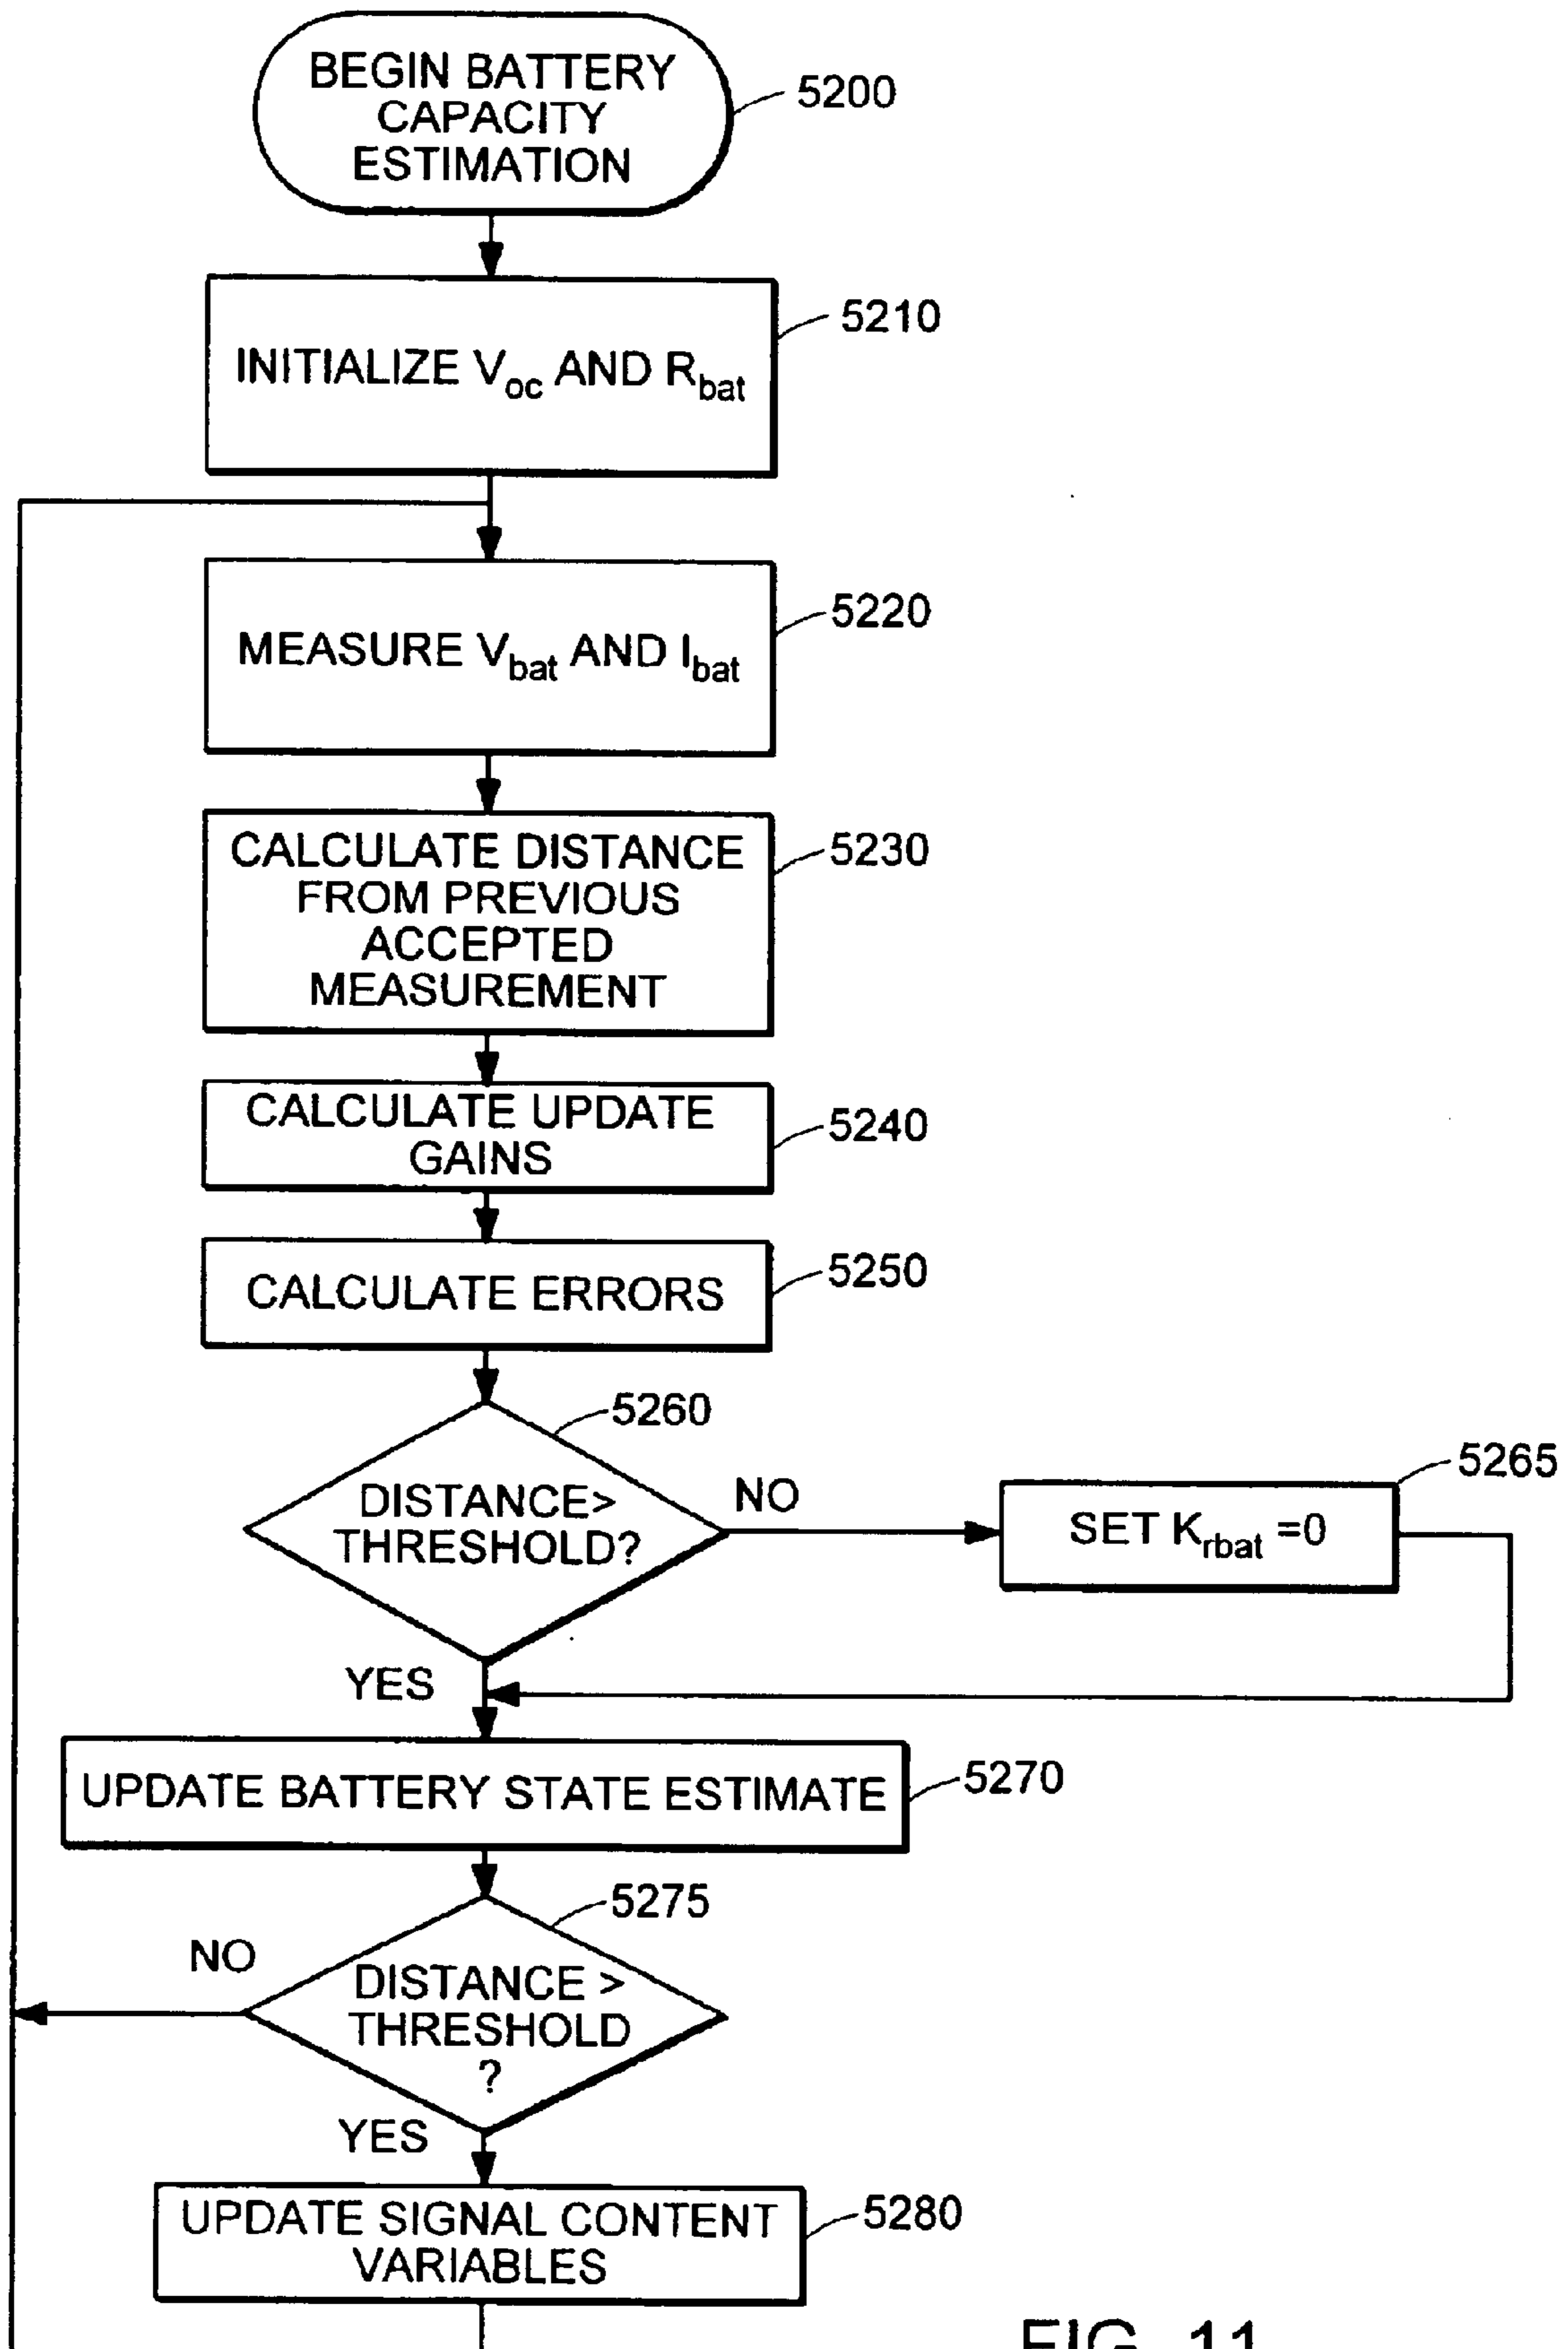 BEGIN BATTERY
CAPACITY
ESTIMATION
5200
5210
INITIALIZE Voc AND Rbat
5220
MEASURE Vbat AND Ibat
CALCULATE DISTANCE
FROM PREVIOUS
ACCEPTED
MEASUREMENT
5230
CALCULATE UPDATE
GAINS
5240
CALCULATE ERRORS
5250
5260
DISTANCE>
THRESHOLD?
NO
5265
SET Krbat =0
YES
UPDATE BATTERY STATE ESTIMATE
5270
5275
NO
DISTANCE >
THRESHOLD
?
YES
UPDATE SIGNAL CONTENT
VARIABLES
5280
FIG. 11